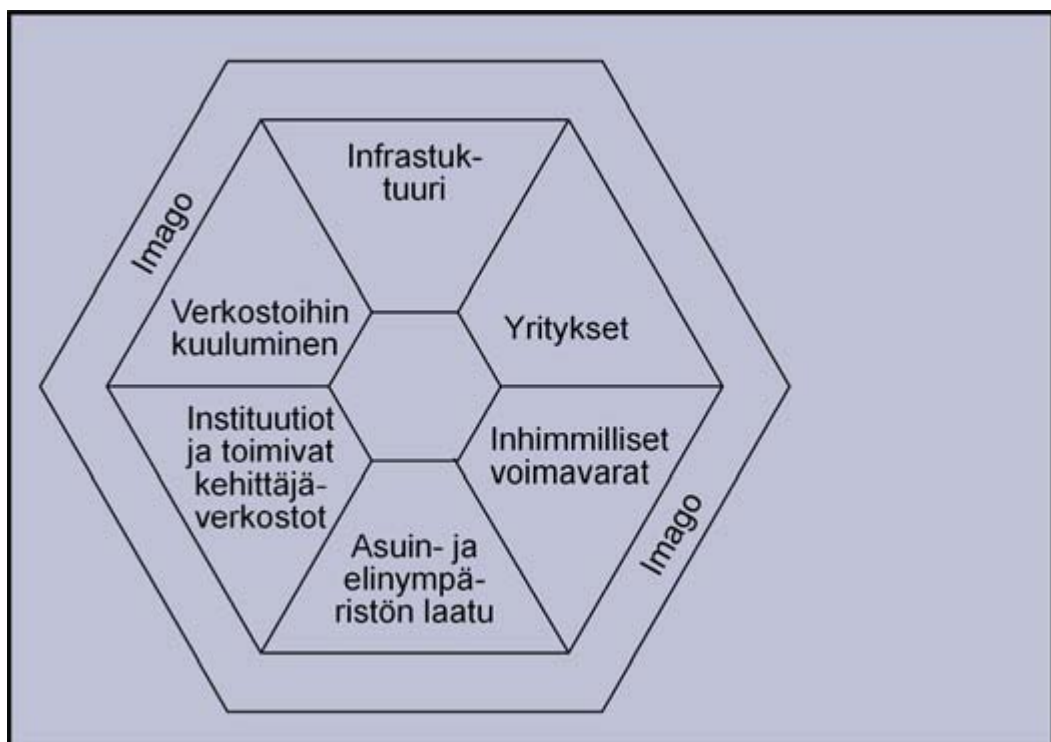 Infrastuk-
tuuri
Imago
Verkostoihin
kuuluminen
Yritykset
Instituutiot
ja toimivat
kehittäjä-
verkostot
Inhimmilliset
voimavarat
Asuin- ja
elinympä-
ristön laatu
Imago